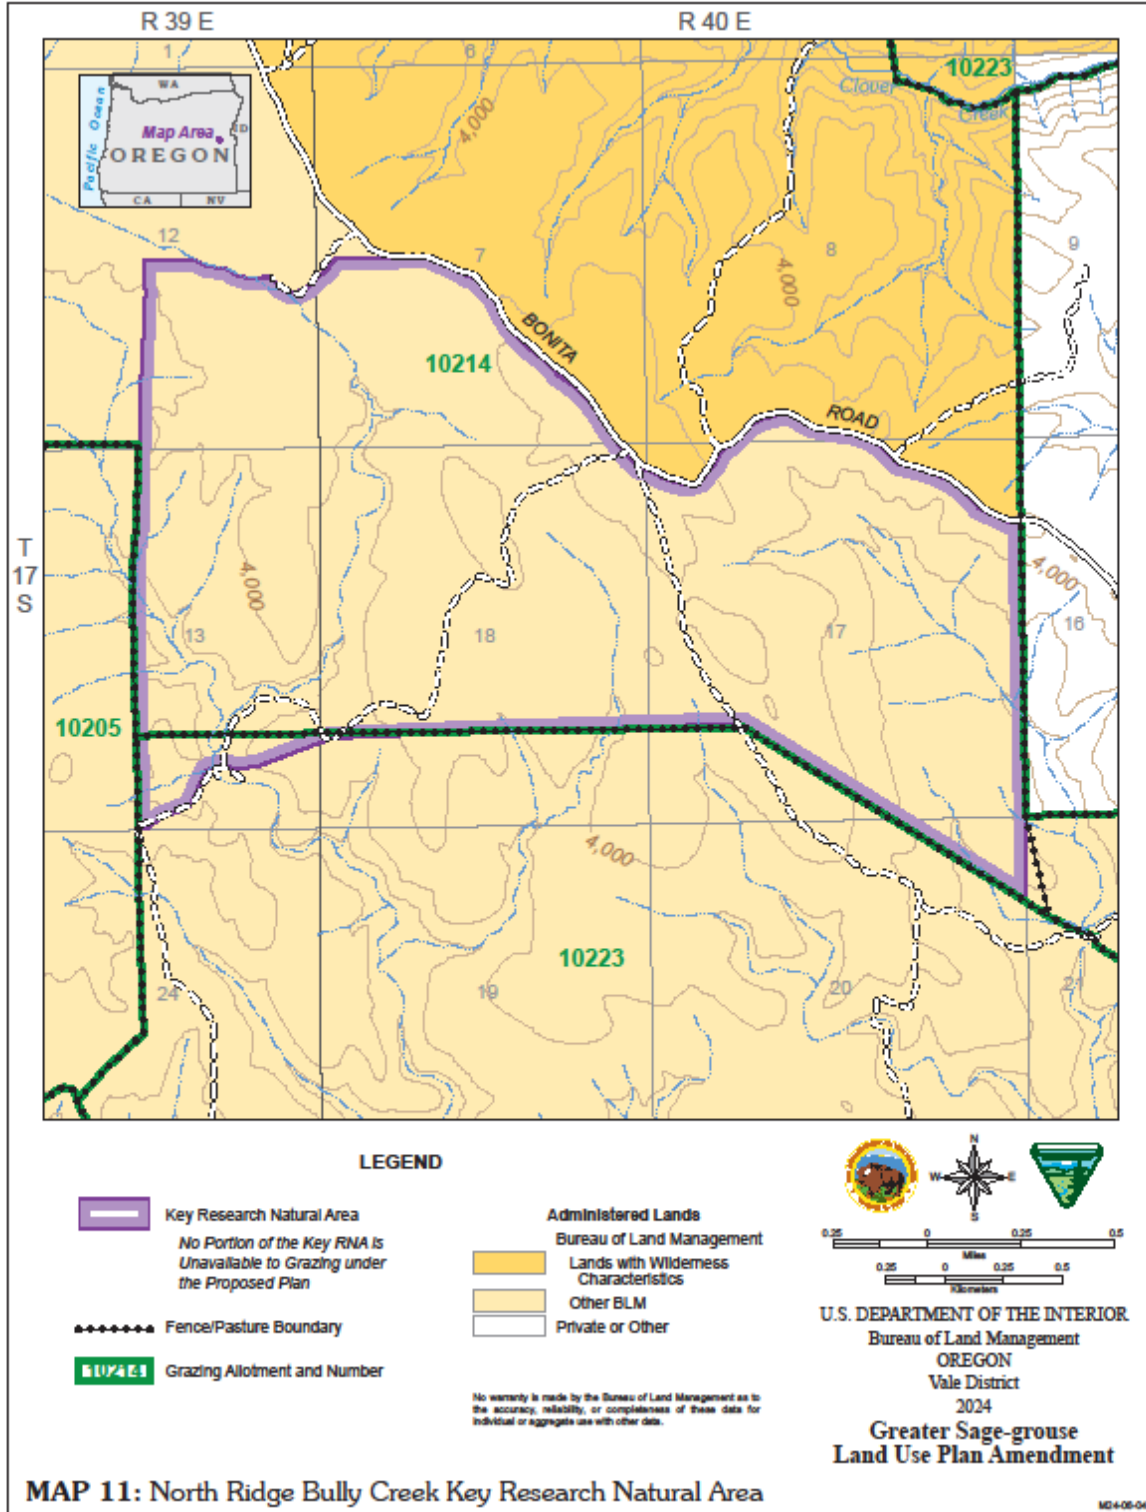 R 39 E
R 40 E
1
6
10223
Clover
Creek
WA
Pacific Ocean
Map Area
ID
OREGON
CA
NV
4,000
12
7
8
9
4,000
BONITA
10214
ROAD
T
17
S
4,000
4,000
13
18
17
16
10205
4,000
10223
24
19
20
21
LEGEND
Key Research Natural Area
No Portion of the Key RNA is
Unavailable to Grazing under
the Proposed Plan
Fence/Pasture Boundary
10214
Grazing Allotment and Number
Administered Lands
Bureau of Land Management
Lands with Wilderness
Characteristics
Other BLM
Private or Other
No warranty is made by the Bureau of Land Management as to
the accuracy, reliability, or completeness of these data for
individual or aggregate use with other data.
N
W
E
S
0.25 0 0.25 0.5
Miles
0.25 0 0.25 0.5
Kilometers
U.S. DEPARTMENT OF THE INTERIOR
Bureau of Land Management
OREGON
Vale District
2024
Greater Sage-grouse
Land Use Plan Amendment
MAP 11: North Ridge Bully Creek Key Research Natural Area